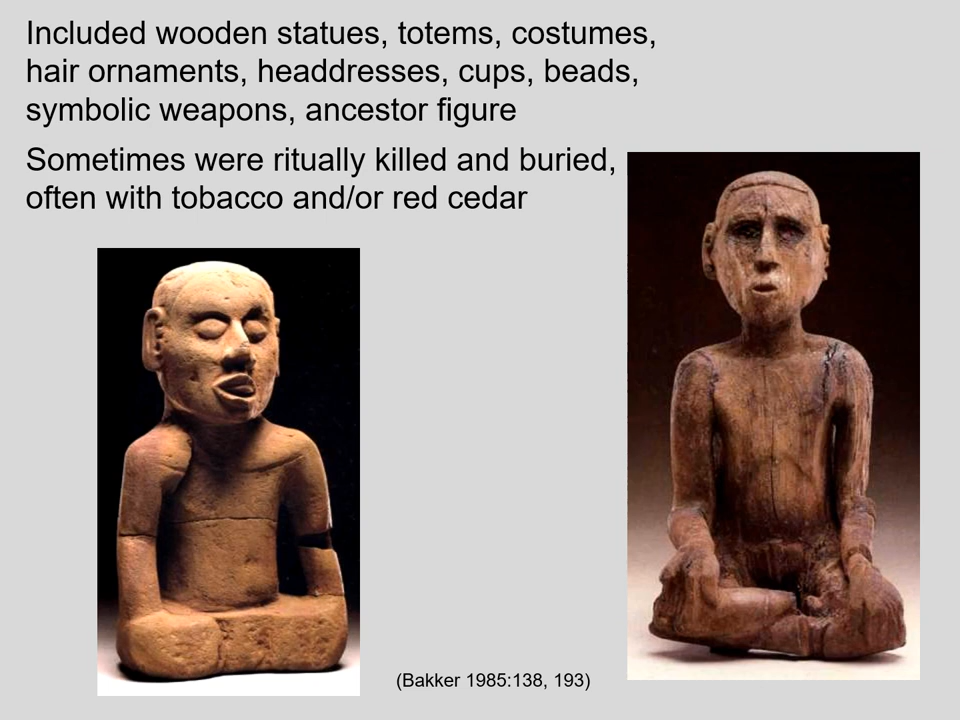 Included wooden statues, totems, costumes,
hair ornaments, headdresses, cups, beads,
symbolic weapons, ancestor figure
Sometimes were ritually killed and buried,
often with tobacco and/or red cedar
(Bakker 1985:138, 193)